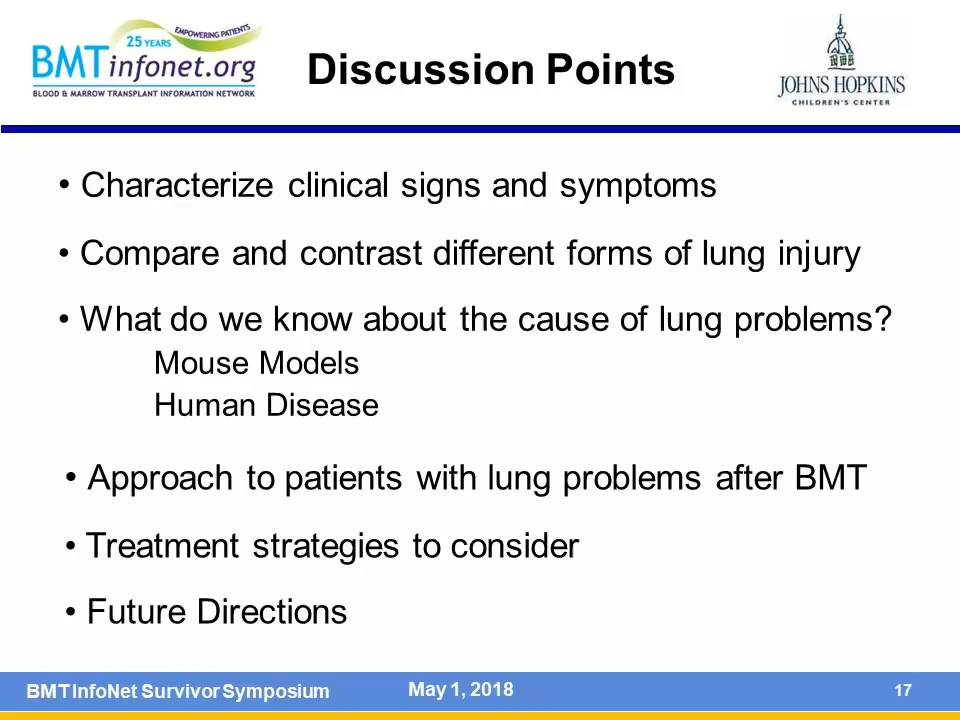 25 YEARS
EMPOWERING PATIENTS
BMTinfonet.org
BLOOD & MARROW TRANSPLANT INFORMATION NETWORK
Discussion Points
JOHNS HOPKINS
CHILDREN'S CENTER
• Characterize clinical signs and symptoms
• Compare and contrast different forms of lung injury
• What do we know about the cause of lung problems?
Mouse Models
Human Disease
• Approach to patients with lung problems after BMT
• Treatment strategies to consider
• Future Directions
BMT InfoNet Survivor Symposium
May 1, 2018
17